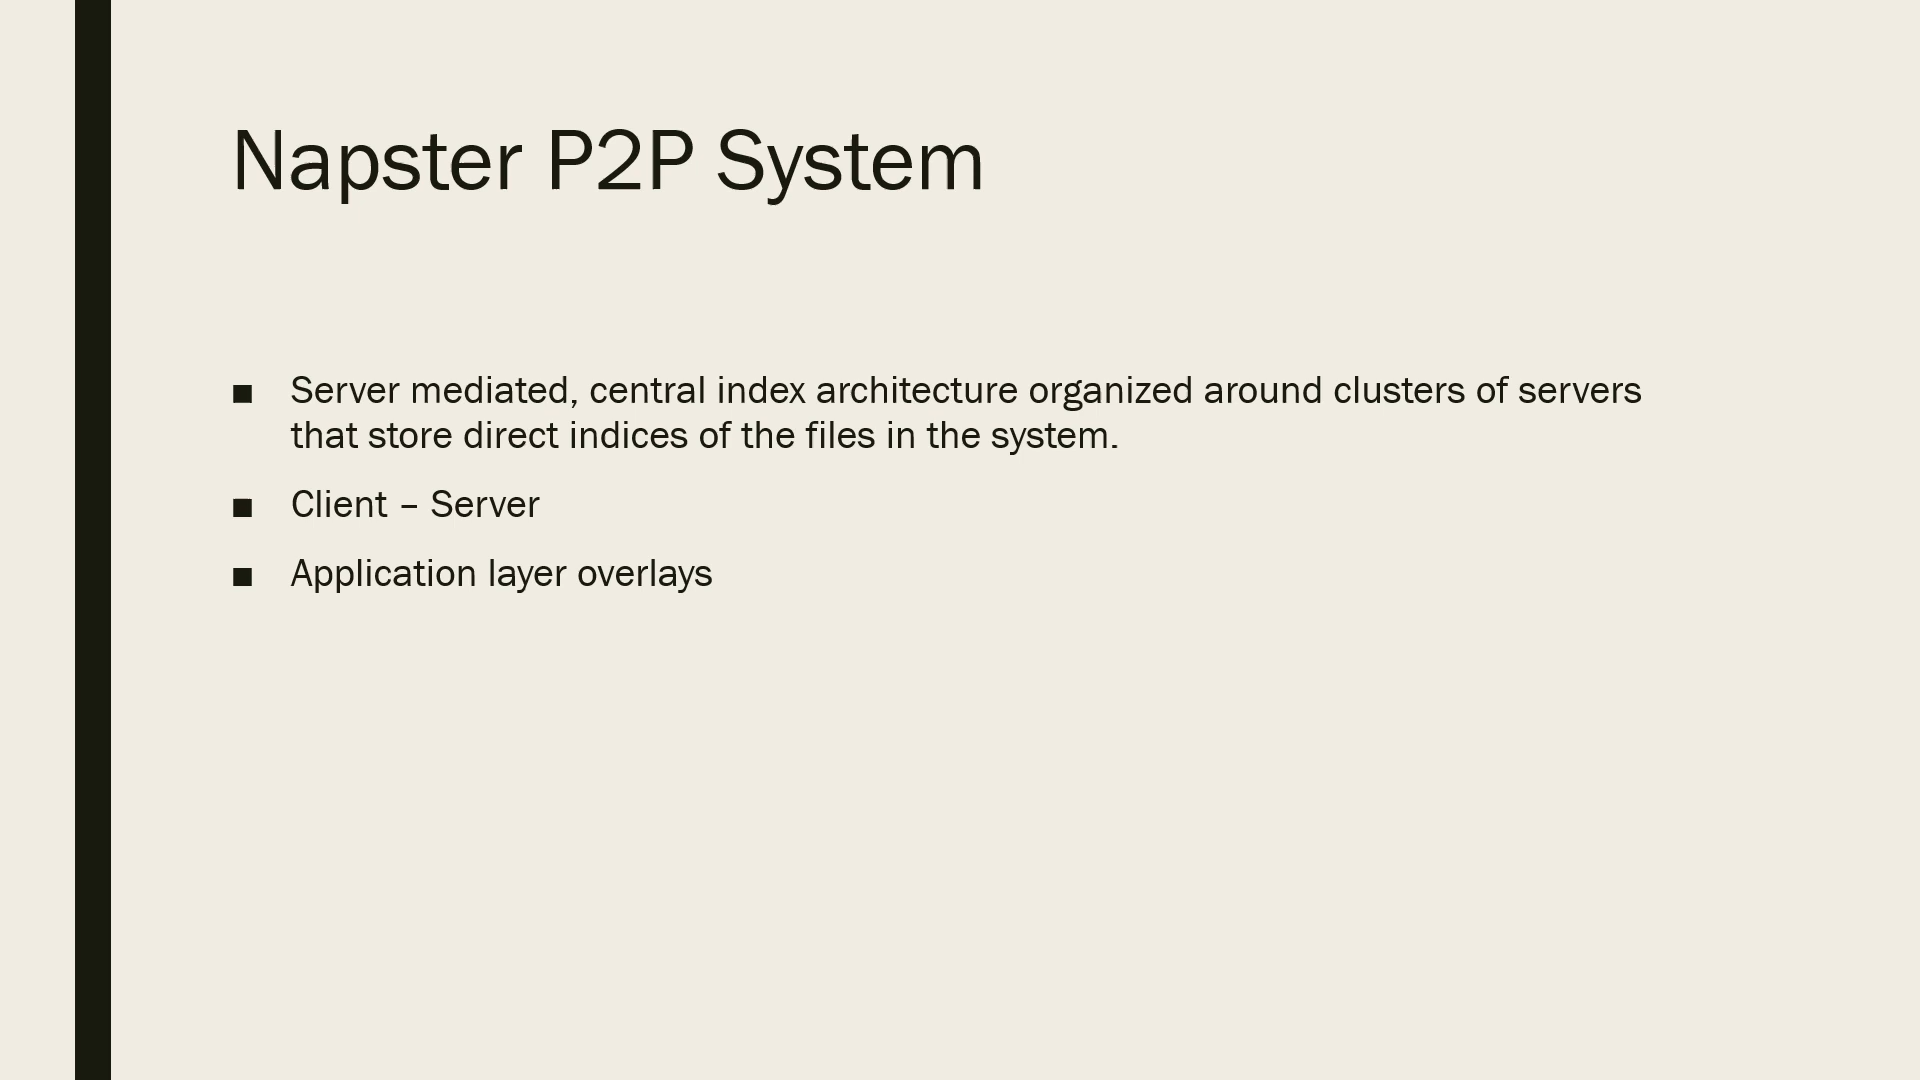 Napster P2P System
■ Server mediated, central index architecture organized around clusters of servers
that store direct indices of the files in the system.
■ Client – Server
■ Application layer overlays